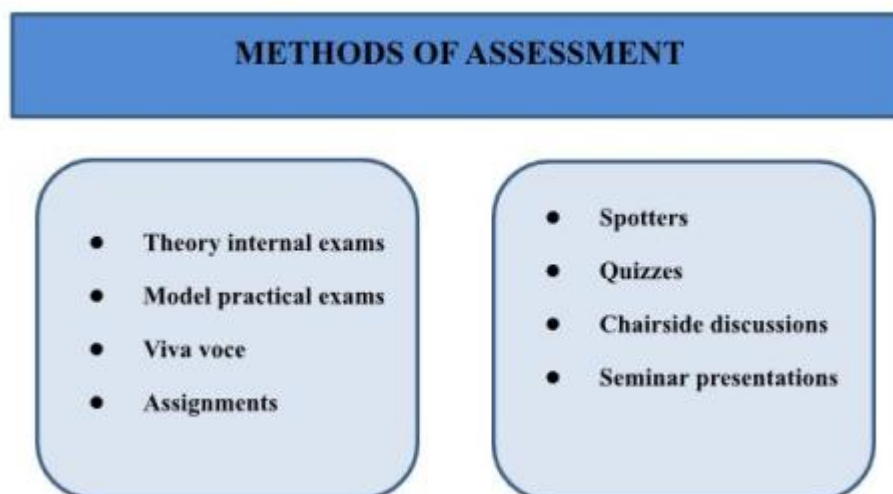 METHODS OF ASSESSMENT
● Theory internal exams
● Model practical exams
● Viva voce
● Assignments
● Spotters
● Quizzes
● Chairside discussions
● Seminar presentations